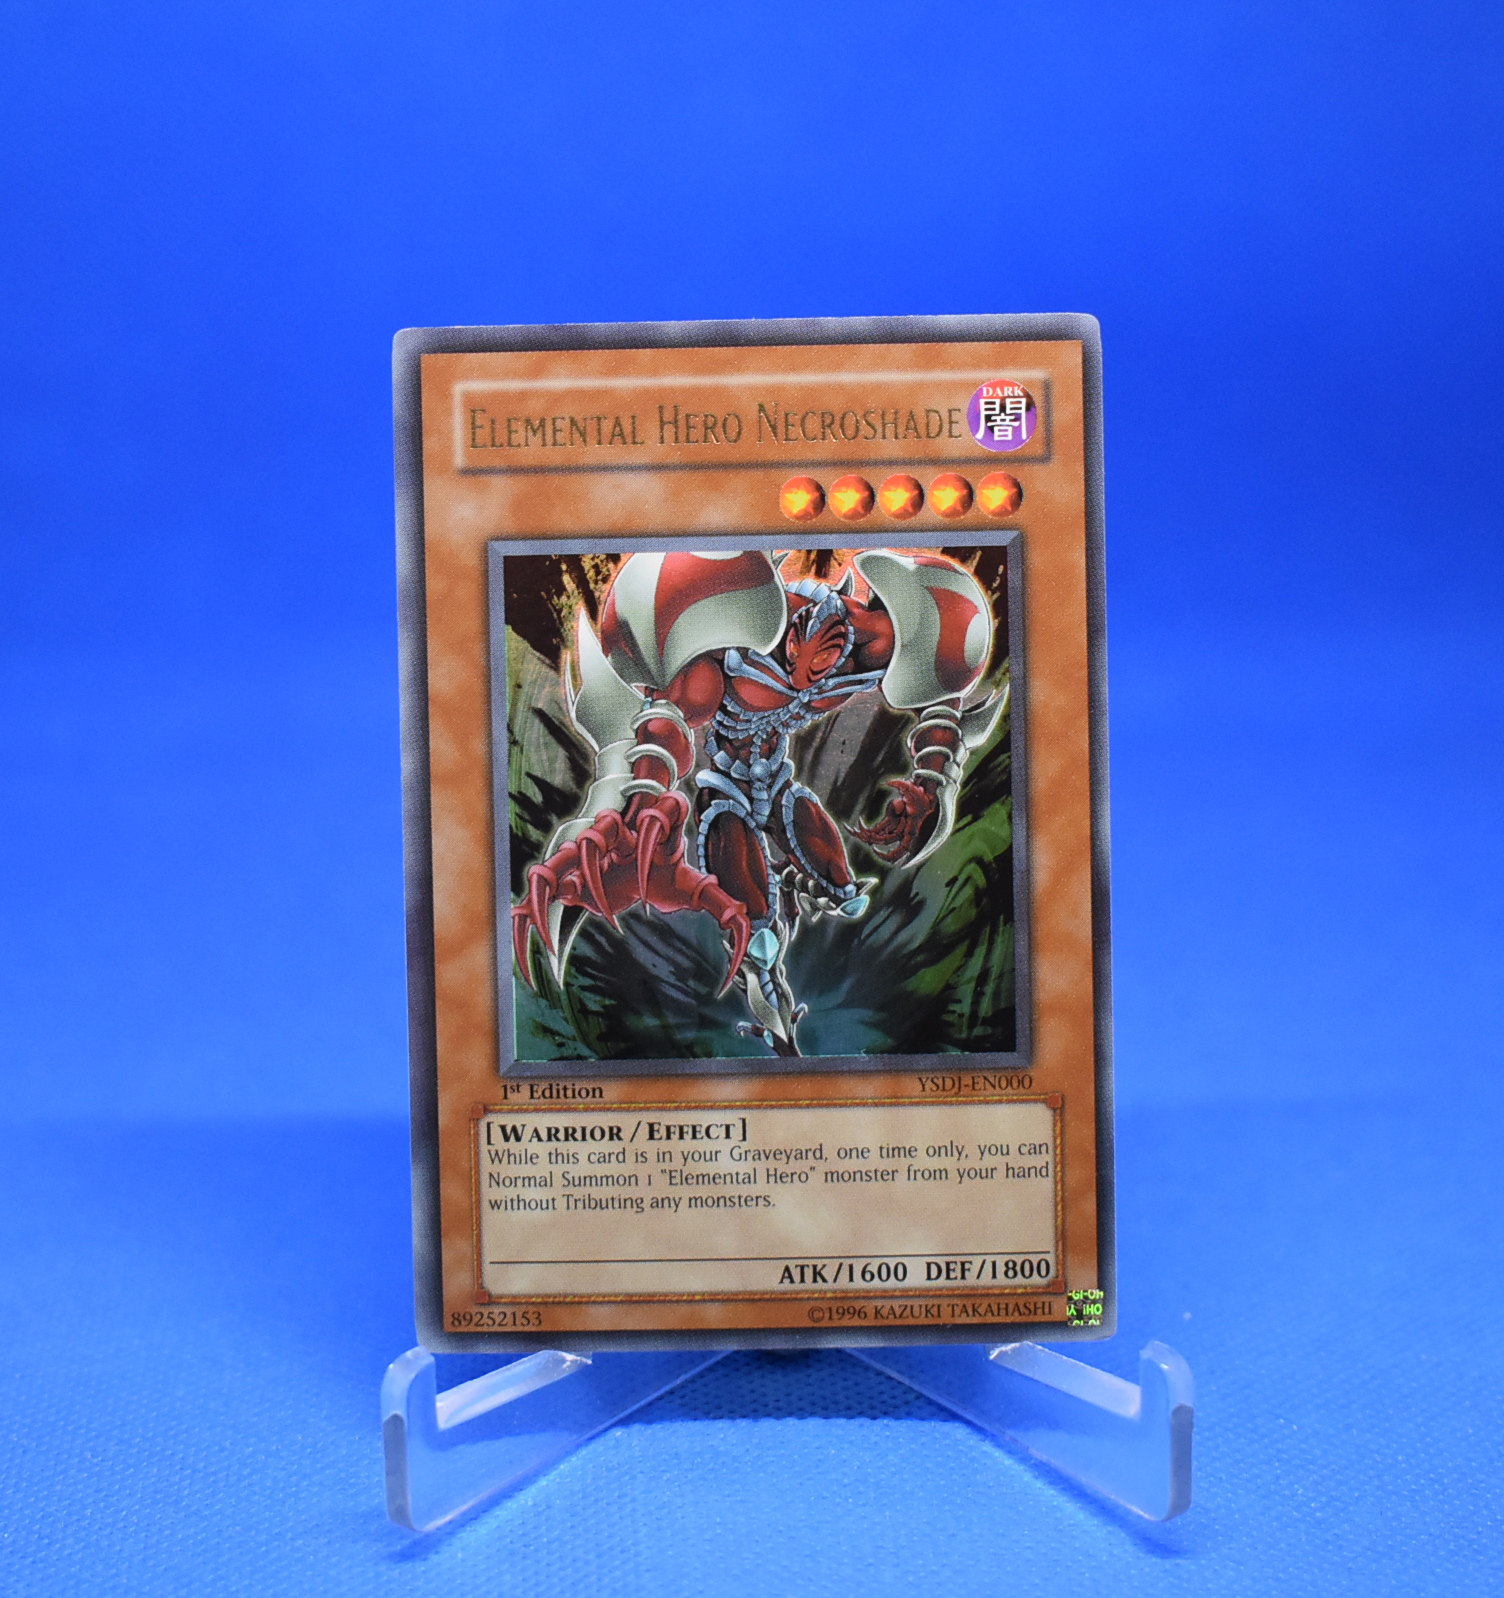 Elemental Hero Necroshade
DARK
闇
1st Edition
YSDJ-EN000
[Warrior / Effect]
While this card is in your Graveyard, one time only, you can
Normal Summon 1 "Elemental Hero" monster from your hand
without Tributing any monsters.
ATK/1600 DEF/1800
89252153
©1996 KAZUKI TAKAHASHI